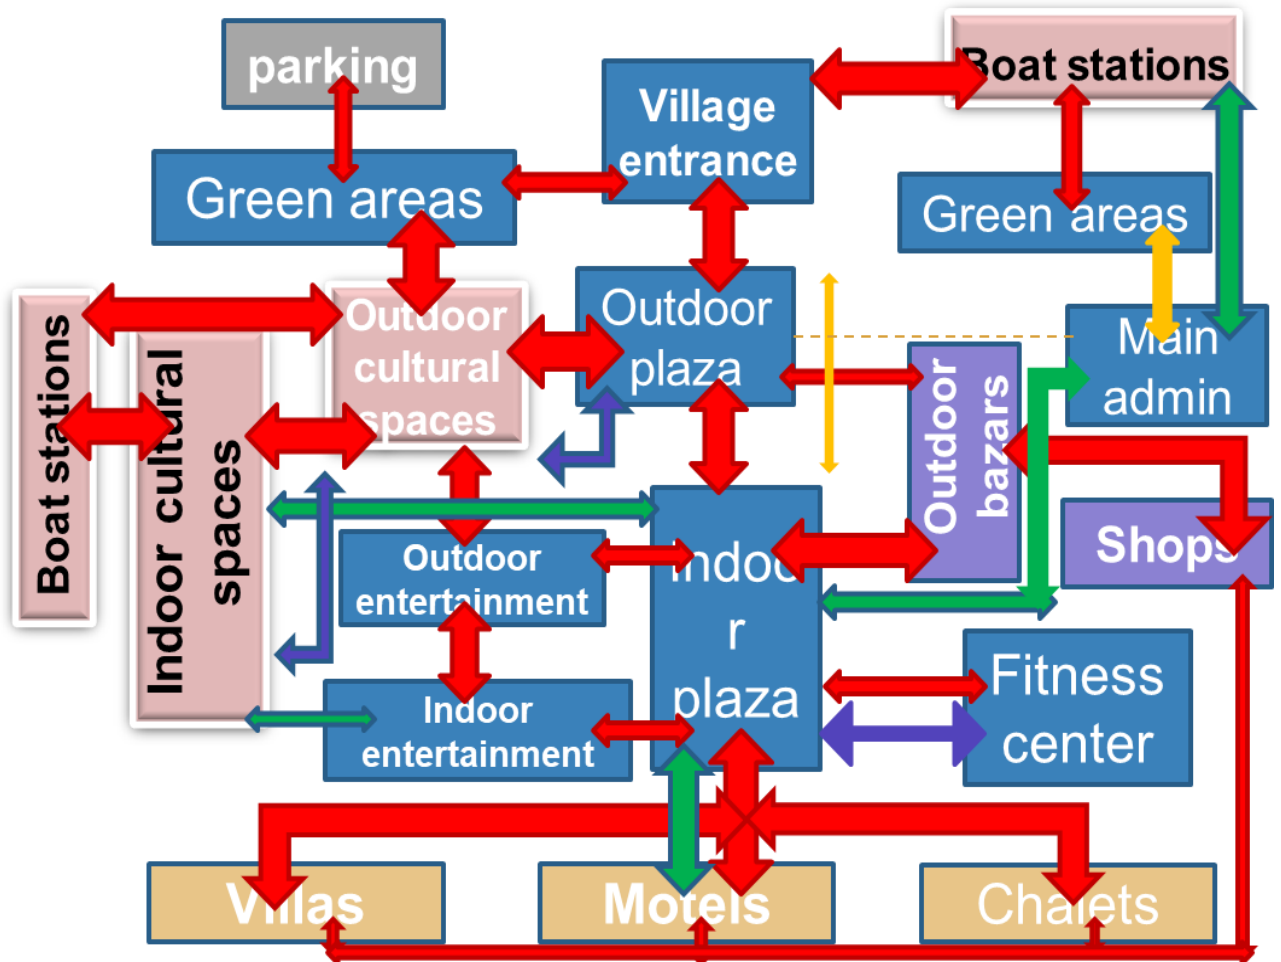 parking
Village
entrance
Boat stations
Green areas
Green areas
Boat stations
Indoor cultural
spaces
Outdoor
cultural
spaces
Outdoor
plaza
Outdoor
bazars
Main
admin
Shops
Outdoor
entertainment
Indoo
r
plaza
Indoor
entertainment
Fitness
center
Villas
Motels
Chalets